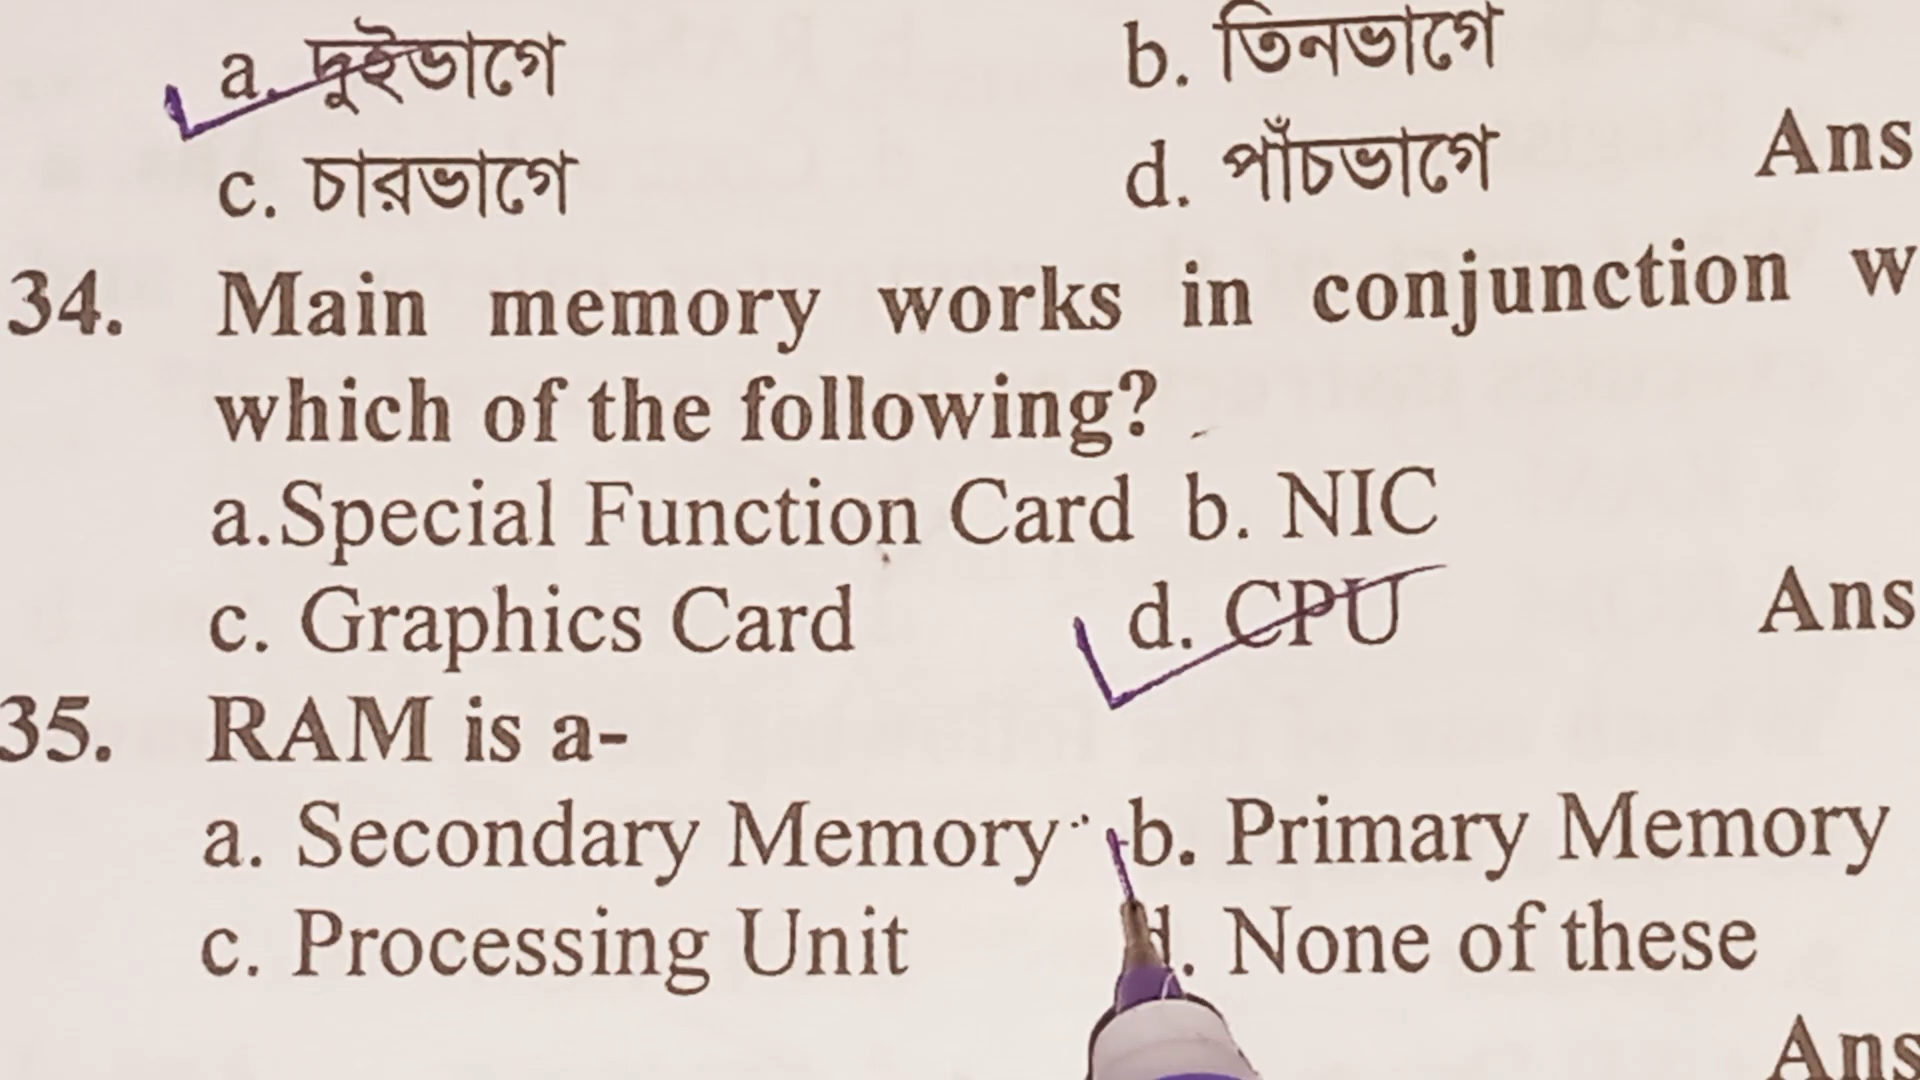 a. দুইভাগে b. তিনভাগে
c. চারভাগে d. পাঁচভাগে Ans
34. Main memory works in conjunction w
which of the following?
a.Special Function Card b. NIC
c. Graphics Card d. CPU Ans
35. RAM is a-
a. Secondary Memory b. Primary Memory
c. Processing Unit d. None of these
Ans